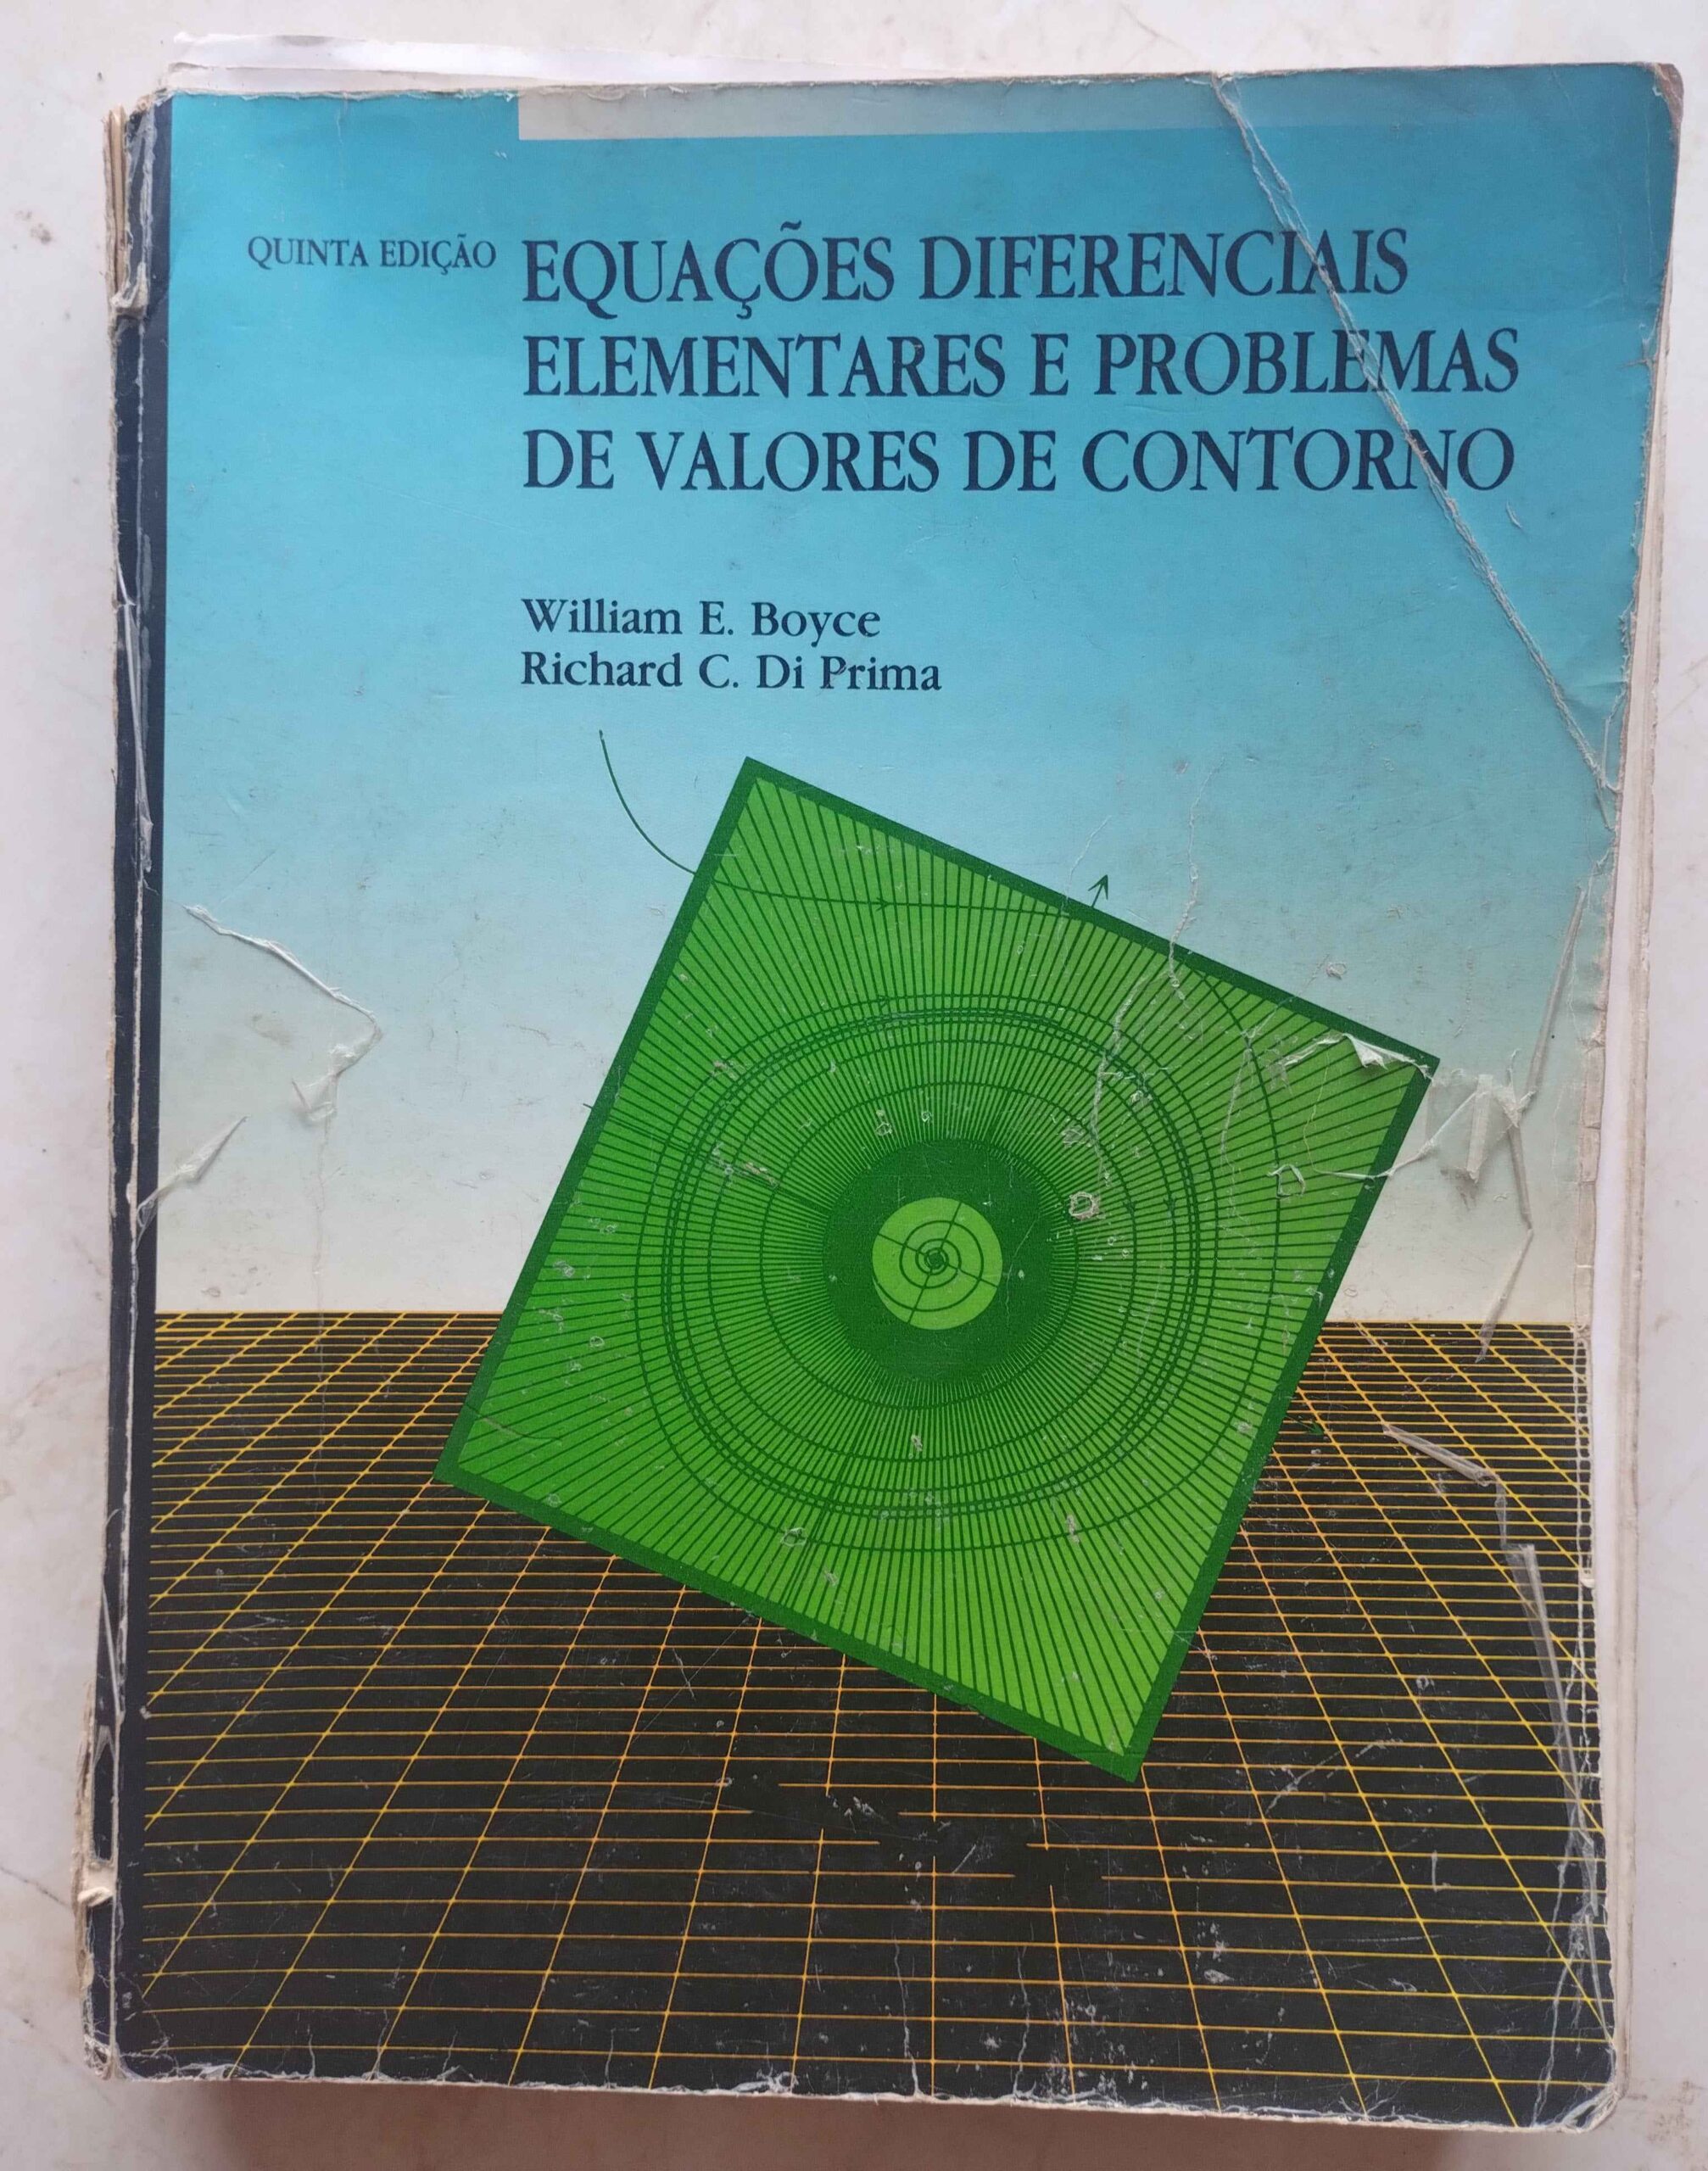 QUINTA EDIÇÃO
EQUAÇÕES DIFERENCIAIS
ELEMENTARES E PROBLEMAS
DE VALORES DE CONTORNO
William E. Boyce
Richard C. Di Prima